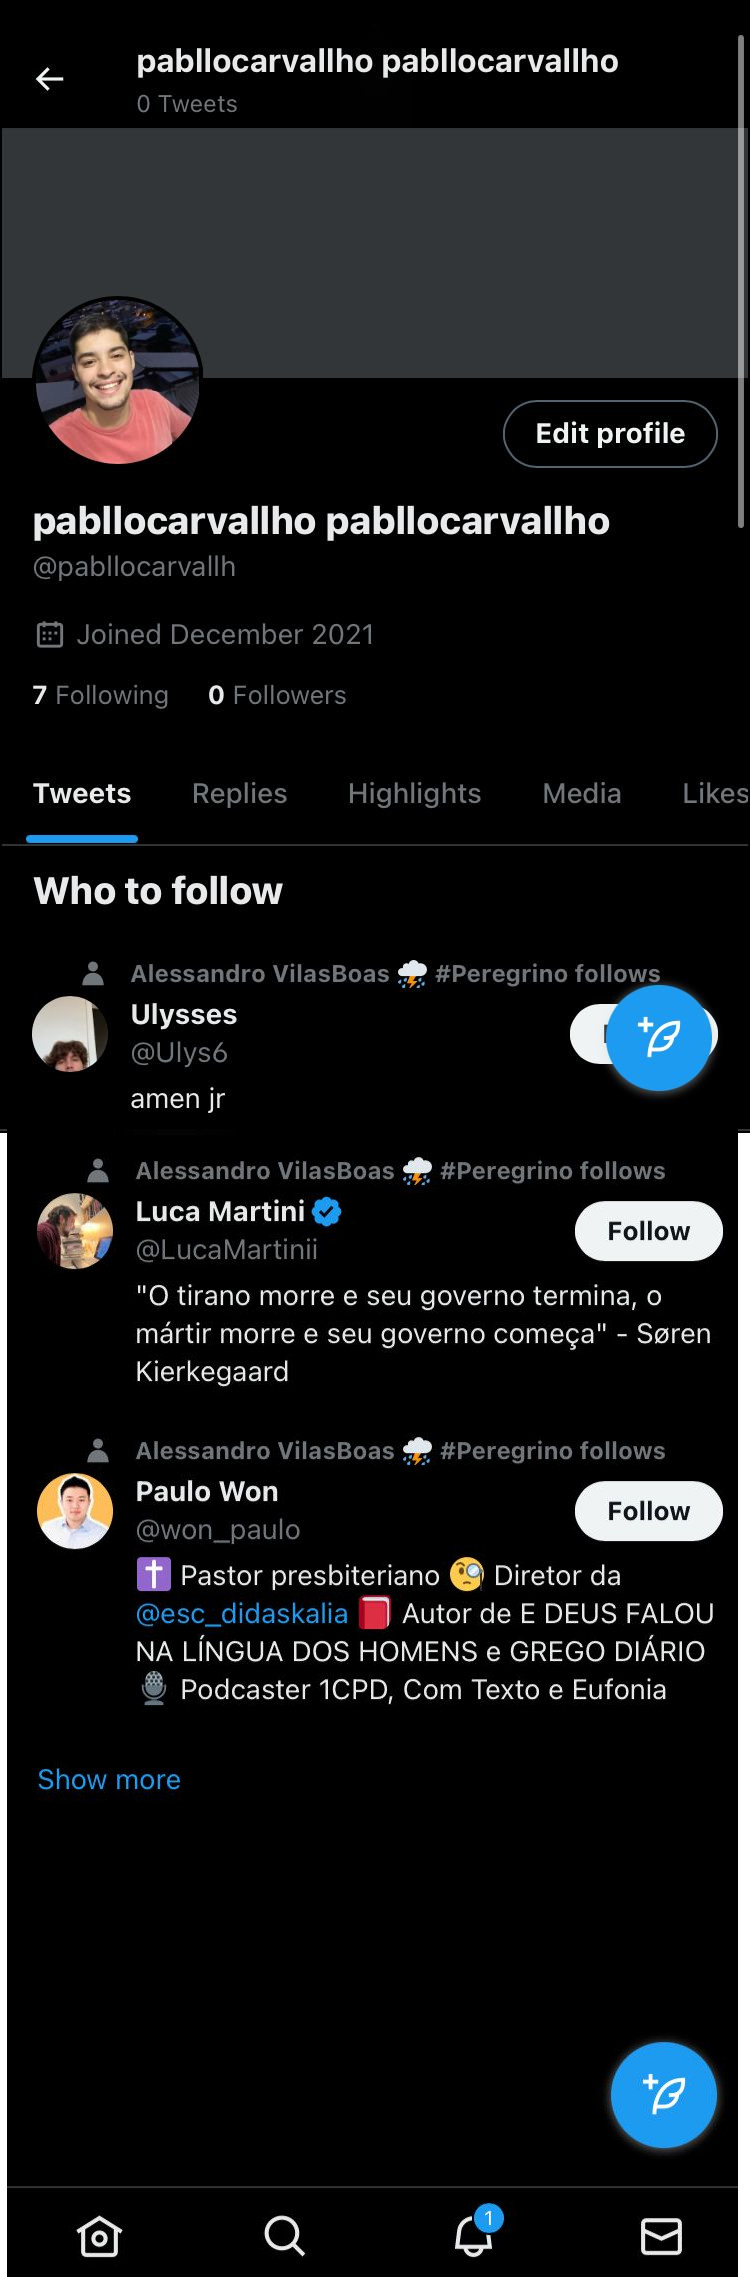 pabllocarvallho pabllocarvallho
0 Tweets
Edit profile
pabllocarvallho pabllocarvallho
@pabllocarvallh
Joined December 2021
7 Following 0 Followers
Tweets Replies Highlights Media Likes
Who to follow
Alessandro VilasBoas ⛈️ #Peregrino follows
Ulysses
@Ulys6
amen jr
Alessandro VilasBoas ⛈️ #Peregrino follows
Luca Martini
@LucaMartinii
Follow
"O tirano morre e seu governo termina, o
mártir morre e seu governo começa" - Søren
Kierkegaard
Alessandro VilasBoas ⛈️ #Peregrino follows
Paulo Won
@won_paulo
Follow
✝️ Pastor presbiteriano 🧐 Diretor da
@esc_didaskalia 📕 Autor de E DEUS FALOU
NA LÍNGUA DOS HOMENS e GREGO DIÁRIO
🎙️ Podcaster 1CPD, Com Texto e Eufonia
Show more
1